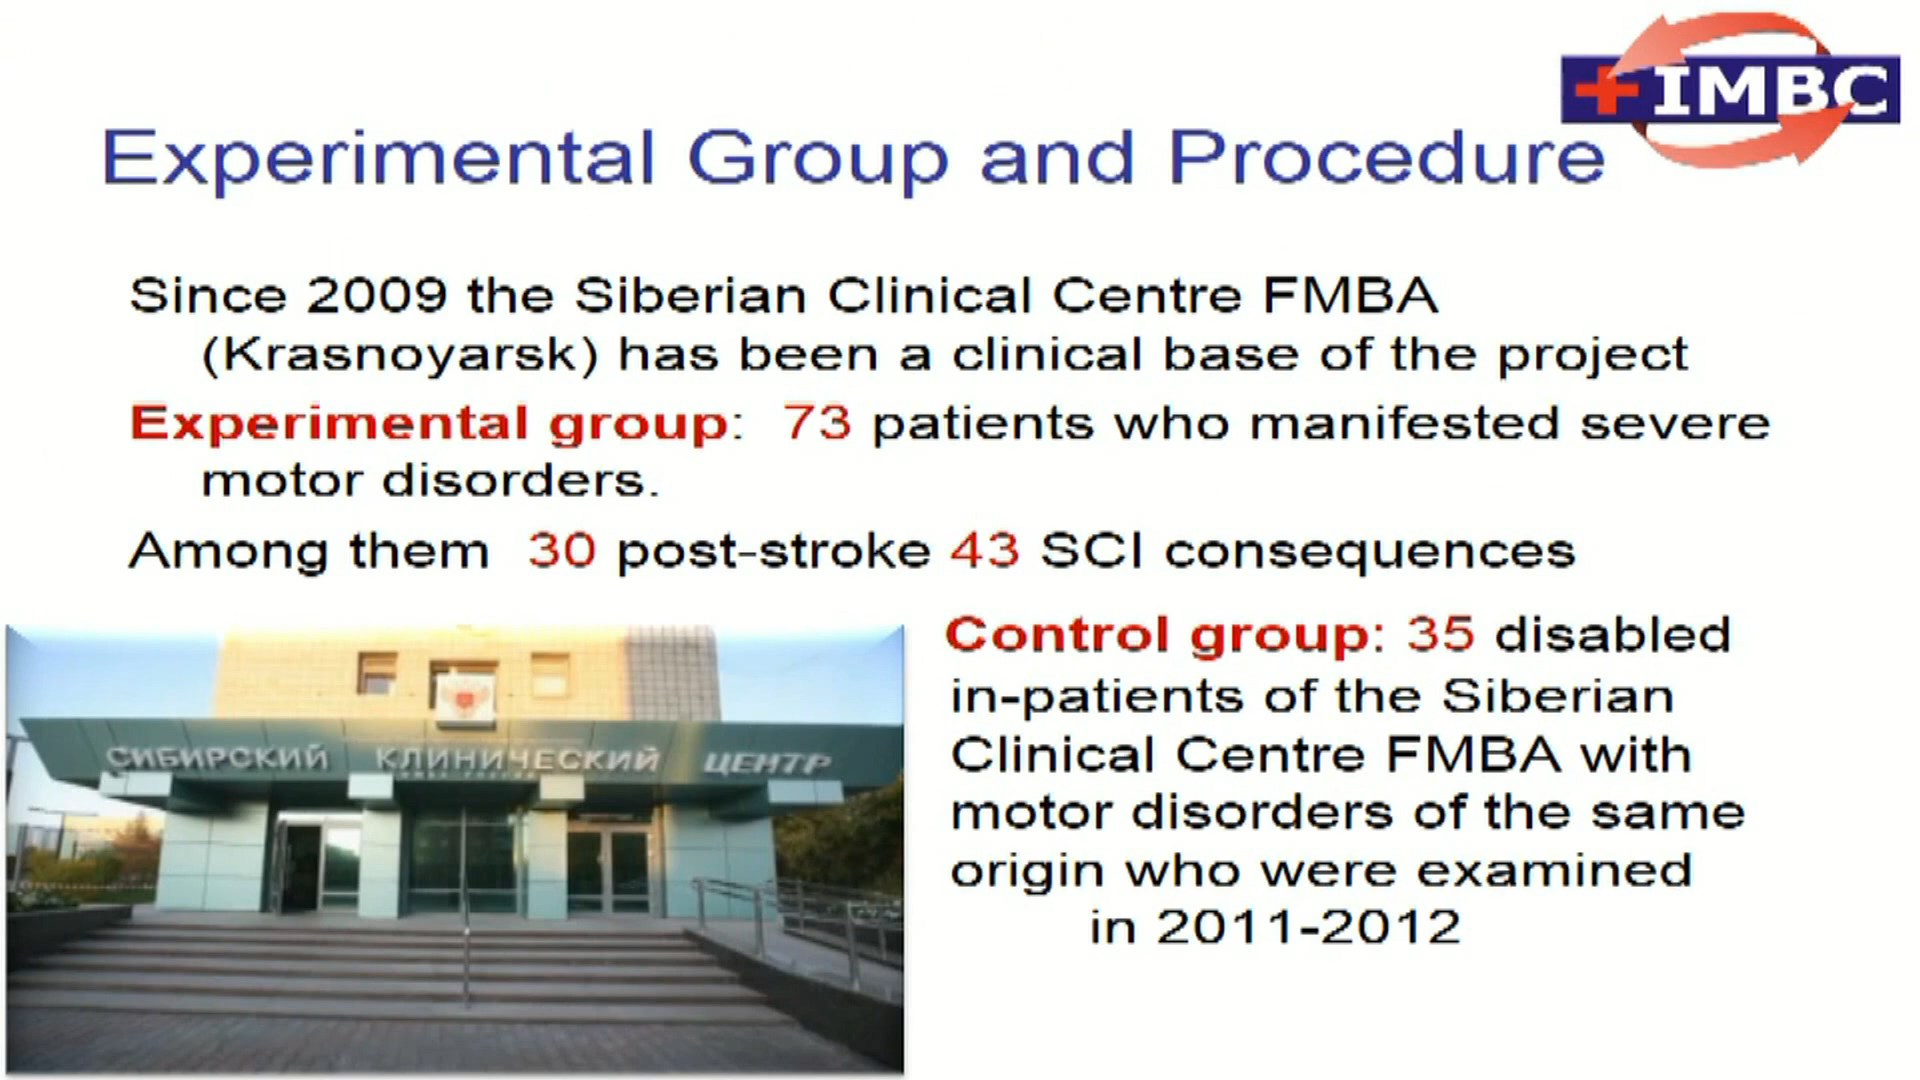 IMBC
Experimental Group and Procedure
Since 2009 the Siberian Clinical Centre FMBA
(Krasnoyarsk) has been a clinical base of the project
Experimental group: 73 patients who manifested severe
motor disorders.
Among them 30 post-stroke 43 SCI consequences
Control group: 35 disabled
in-patients of the Siberian
Clinical Centre FMBA with
motor disorders of the same
origin who were examined
in 2011-2012
СИБИРСКИЙ КЛИНИЧЕСКИЙ ЦЕНТР